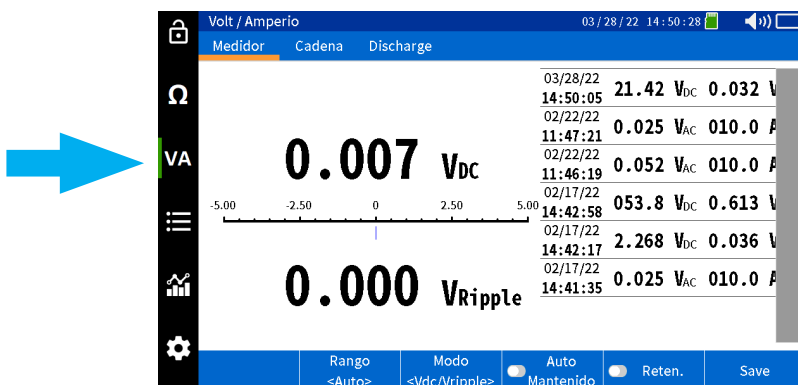 Volt / Amperio 03/28/22 14:50:28
Medidor Cadena Discharge
Ω
VA
03/28/22
14:50:05 21.42 VDC 0.032 V
02/22/22
11:47:21 0.025 VAC 010.0 A
02/22/22
11:46:19 0.052 VAC 010.0 A
02/17/22
14:42:58 053.8 VDC 0.613 V
02/17/22
14:42:17 2.268 VDC 0.036 V
02/17/22
14:41:35 0.025 VAC 010.0 A
0.007 VDC
-5.00 -2.50 0 2.50 5.00
0.000 VRipple
Rango
<Auto>
Modo
<Vdc/Vripple>
Auto
Mantenido
Reten.
Save